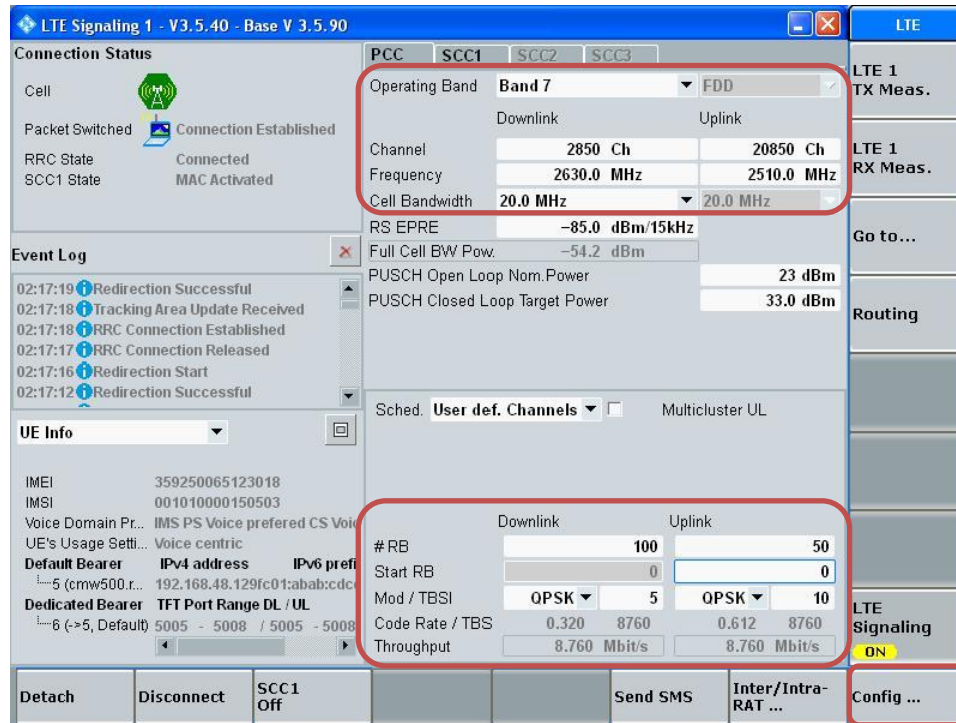 LTE Signaling 1 - V3.5.40 - Base V 3.5.90
LTE
Connection Status
Cell
Packet Switched Connection Established
RRC State Connected
SCC1 State MAC Activated
Event Log
02:17:19 Redirection Successful
02:17:18 Tracking Area Update Received
02:17:18 RRC Connection Established
02:17:17 RRC Connection Released
02:17:16 Redirection Start
02:17:12 Redirection Successful
UE Info
IMEI 359250065123018
IMSI 001010000150503
Voice Domain Pr... IMS PS Voice prefered CS Voic
UE's Usage Setti... Voice centric
Default Bearer IPv4 address IPv6 prefi
5 (cmw500.r... 192.168.48.129 fc01:abab:cdcd
Dedicated Bearer TFT Port Range DL / UL
6 (->5, Default) 5005 - 5008 / 5005 - 5008
PCC SCC1 SCC2 SCC3
Operating Band Band 7 FDD
Downlink Uplink
Channel 2850 Ch 20850 Ch
Frequency 2630.0 MHz 2510.0 MHz
Cell Bandwidth 20.0 MHz 20.0 MHz
RS EPRE -85.0 dBm/15kHz
Full Cell BW Pow. -54.2 dBm
PUSCH Open Loop Nom.Power 23 dBm
PUSCH Closed Loop Target Power 33.0 dBm
Sched. User def. Channels Multicluster UL
Downlink Uplink
# RB 100 50
Start RB 0 0
Mod / TBSI QPSK 5 QPSK 10
Code Rate / TBS 0.320 8760 0.612 8760
Throughput 8.760 Mbit/s 8.760 Mbit/s
LTE 1
TX Meas.
LTE 1
RX Meas.
Go to...
Routing
LTE
Signaling
ON
Detach
Disconnect
SCC1
Off
Send SMS
Inter/Intra-
RAT ...
Config ...